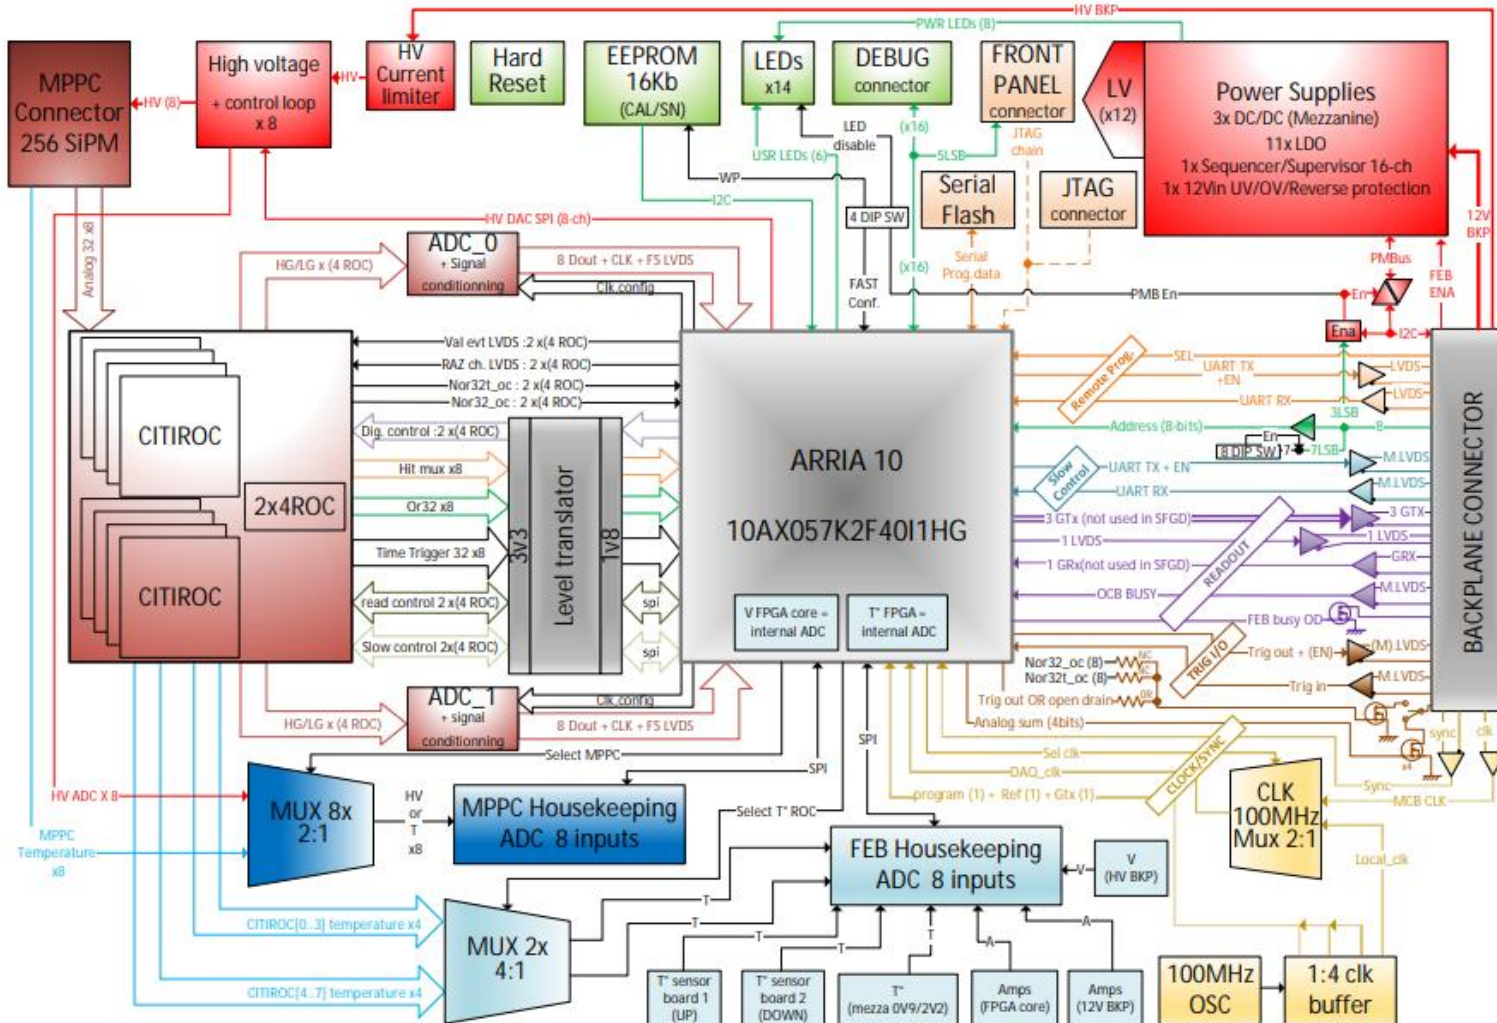 HV BKP
PWR LEDs (8)
MPPC
Connector
256 SiPM
High voltage
+ control loop
x 8
HV
Current
limiter
Hard
Reset
EEPROM
16Kb
(CAL/SN)
LEDs
x14
DEBUG
connector
FRONT
PANEL
connector
LV
(x12)
Power Supplies
3x DC/DC (Mezzanine)
11x LDO
1x Sequencer/Supervisor 16-ch
1x 12Vin UV/OV/Reverse protection
HV (8)
HV
LED
disable
USR LEDs (6)
(x16)
5LSB
JTAG
chain
WP
I2C
4 DIP SW
Serial
Flash
JTAG
connector
12V
BKP
HV DAC SPI (8-ch)
Analog 32 x8
HG/LG x (4 ROC)
ADC_0
+ Signal
conditionning
8 Dout + CLK + FS LVDS
Clk,config
FAST
Conf.
(x16)
Serial
Prog.data
PMB En
PMBus
En
FEB
ENA
Ena
I2C
Val evt LVDS :2 x(4 ROC)
RAZ ch. LVDS : 2 x(4 ROC)
Nor32t_oc : 2 x(4 ROC)
Nor32_oc : 2 x(4 ROC)
Dig. control :2 x(4 ROC)
Hit mux x8
Or32 x8
Time Trigger 32 x8
read control 2 x(4 ROC)
Slow control 2x(4 ROC)
CITIROC
2x4ROC
CITIROC
3v3
Level translator
1v8
spi
spi
ARRIA 10
10AX057K2F40I1HG
V FPGA core =
internal ADC
T° FPGA =
internal ADC
Remote Prog.
SEL
UART TX
+EN
UART RX
LVDS
LVDS
3LSB
Address (8-bits)
8
En
8 DIP SW
7
7LSB
Slow
Control
UART TX + EN
UART RX
M.LVDS
M.LVDS
3 GTx (not used in SFGD)
3 GTX
1 LVDS
1 LVDS
READOUT
1 GRx(not used in SFGD)
GRX
OCB BUSY
M.LVDS
FEB busy OD
BACKPLANE CONNECTOR
TRIG I/O
Trig out + (EN)
(M).LVDS
Trig in
M.LVDS
Nor32_oc (8)
NC
Nor32t_oc (8)
NC
Trig out OR open drain
0R
Analog sum (4bits)
x4
sync
clk
HG/LG x (4 ROC)
ADC_1
+ signal
conditionning
Clk,config
8 Dout + CLK + FS LVDS
Select MPPC
SPI
SPI
Sel clk
DAQ_clk
program (1) + Ref (1) + Gtx (1)
CLOCK/SYNC
Sync
MCB CLK
CLK
100MHz
Mux 2:1
Local_clk
HV ADC X 8
MPPC
Temperature
x8
MUX 8x
2:1
HV
or
T
x8
MPPC Housekeeping
ADC 8 inputs
Select T° ROC
FEB Housekeeping
ADC 8 inputs
V
V
(HV BKP)
CITIROC[0..3] temperature x4
CITIROC[4..7] temperature x4
MUX 2x
4:1
T
T
T
T
T
A
A
T° sensor
board 1
(UP)
T° sensor
board 2
(DOWN)
T°
(mezza 0V9/2V2)
Amps
(FPGA core)
Amps
(12V BKP)
100MHz
OSC
1:4 clk
buffer